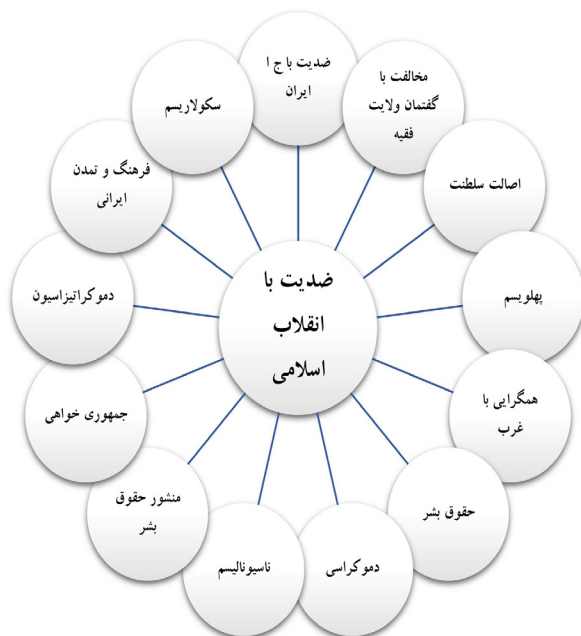 ضدیت با ج ا
ایران
مخالفت با
گفتمان ولایت
فقیه
اصالت سلطنت
پهلویسم
همگرایی با
غرب
حقوق بشر
دموکراسی
ناسیونالیسم
منشور حقوق
بشر
جمهوری خواهی
دموکراتیزاسیون
فرهنگ و تمدن
ایرانی
سکولاریسم
ضدیت با
انقلاب
اسلامی